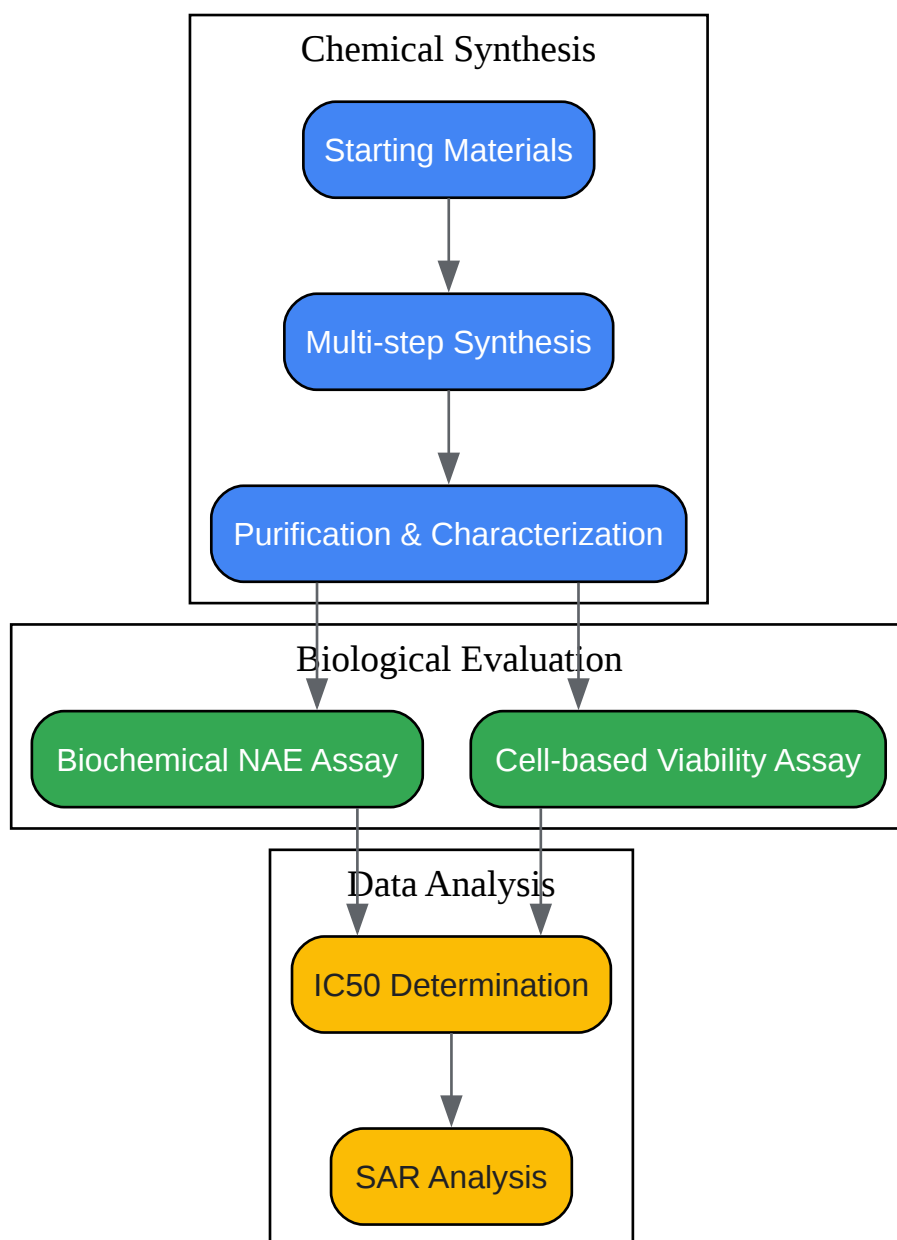 Chemical Synthesis
Starting Materials
Multi-step Synthesis
Purification & Characterization
Biological Evaluation
Biochemical NAE Assay
Cell-based Viability Assay
Data Analysis
IC50 Determination
SAR Analysis